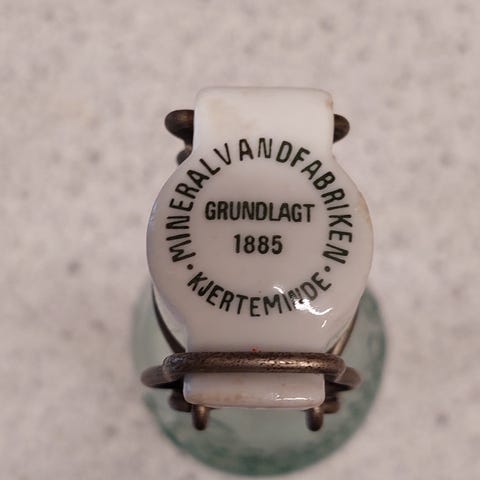 MINERALVANDFABRIKEN
GRUNDLAGT
1885
· KJERTEMINDE ·